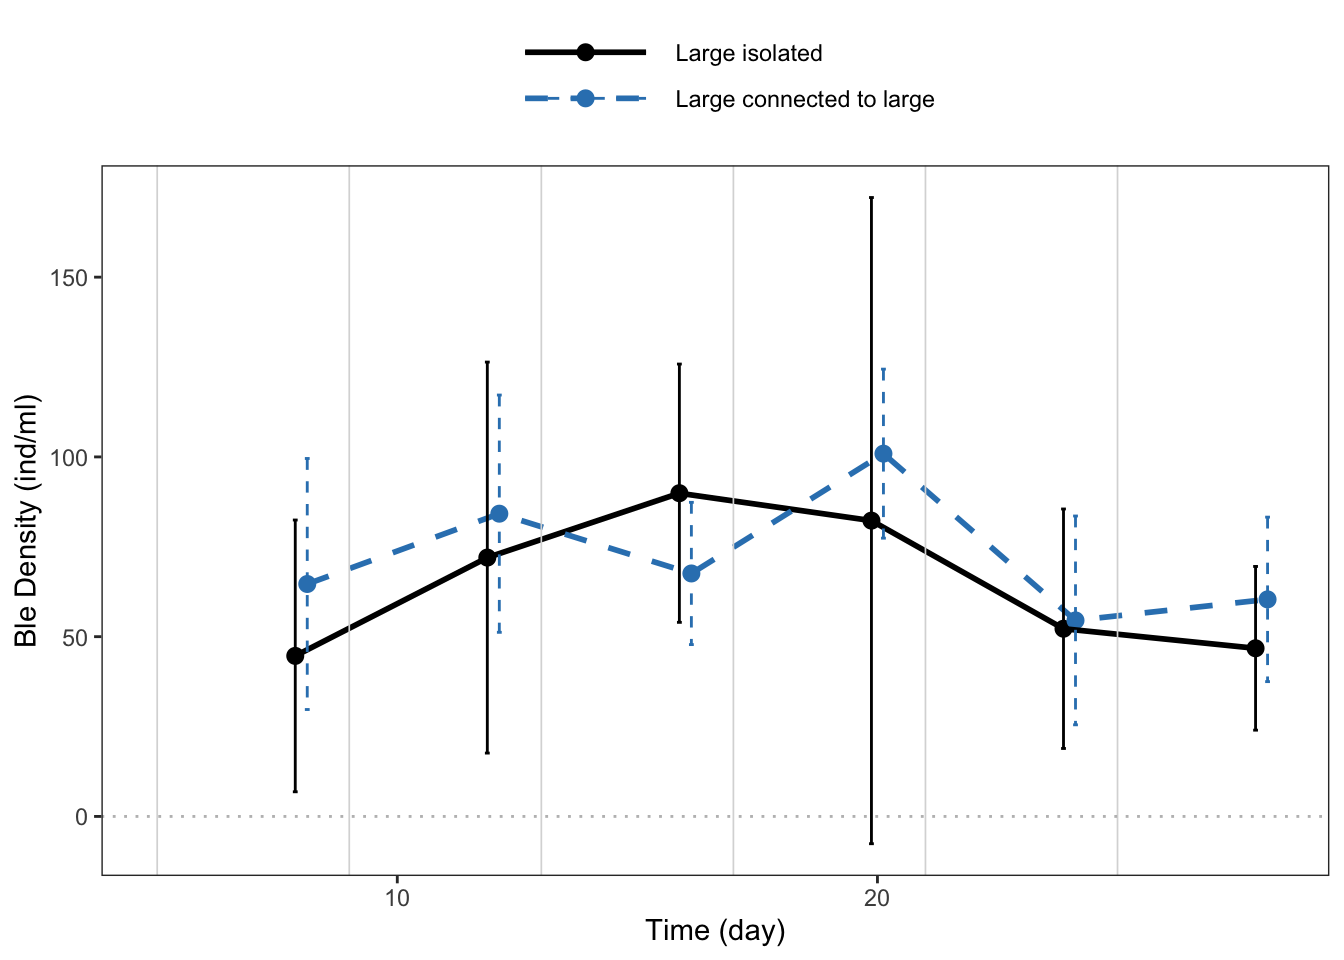 Large isolated
Large connected to large
150
100
50
0
Ble Density (ind/ml)
10
20
Time (day)